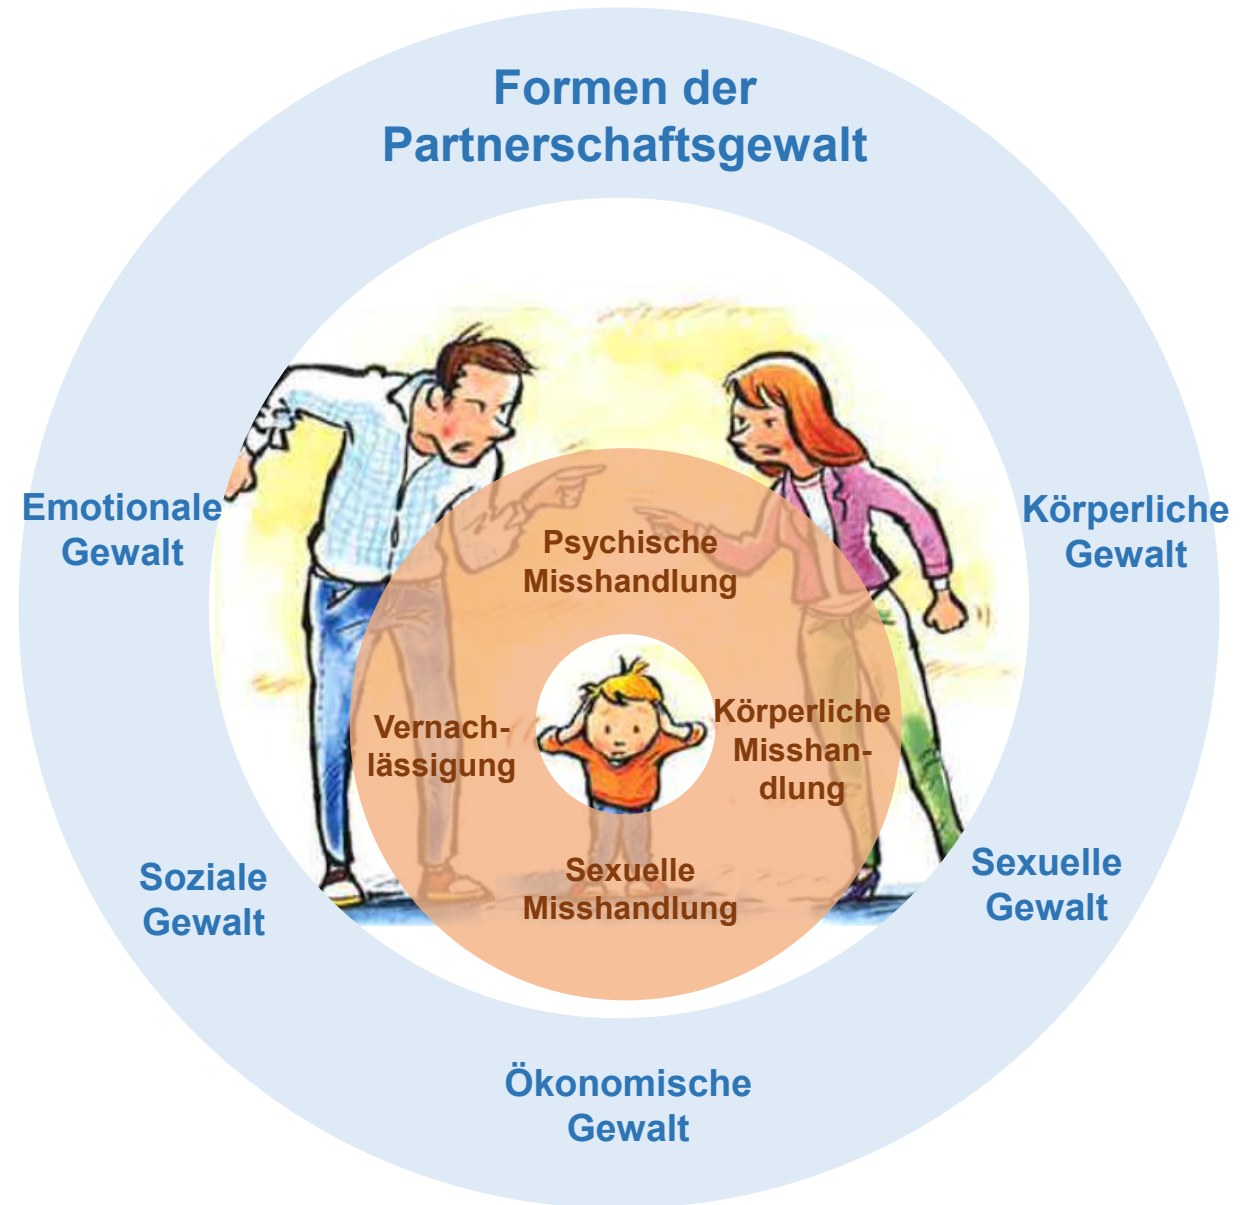 Formen der
Partnerschaftsgewalt
Emotionale
Gewalt
Körperliche
Gewalt
Psychische
Misshandlung
Vernach-
lässigung
Körperliche
Misshan-
dlung
Sexuelle
Misshandlung
Soziale
Gewalt
Sexuelle
Gewalt
Ökonomische
Gewalt